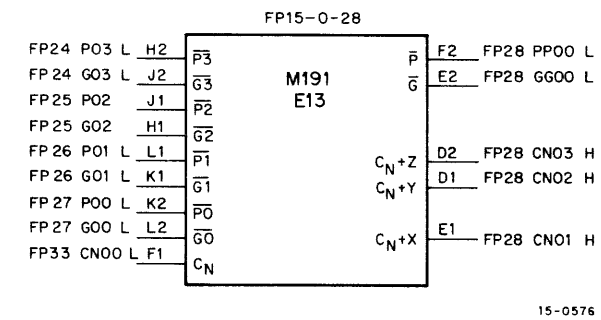 FP15-0-28
FP24 P03 L H2 P3 P F2 FP28 PP00 L
FP24 G03 L J2 G3 M191 G E2 FP28 GG00 L
FP25 P02 J1 P2 E13
FP25 G02 H1 G2
FP26 P01 L L1 P1 CN+Z D2 FP28 CN03 H
FP26 G01 L K1 G1 CN+Y D1 FP28 CN02 H
FP27 P00 L K2 P0
FP27 G00 L L2 G0 CN+X E1 FP28 CN01 H
FP33 CN00 L F1 CN
15-0576